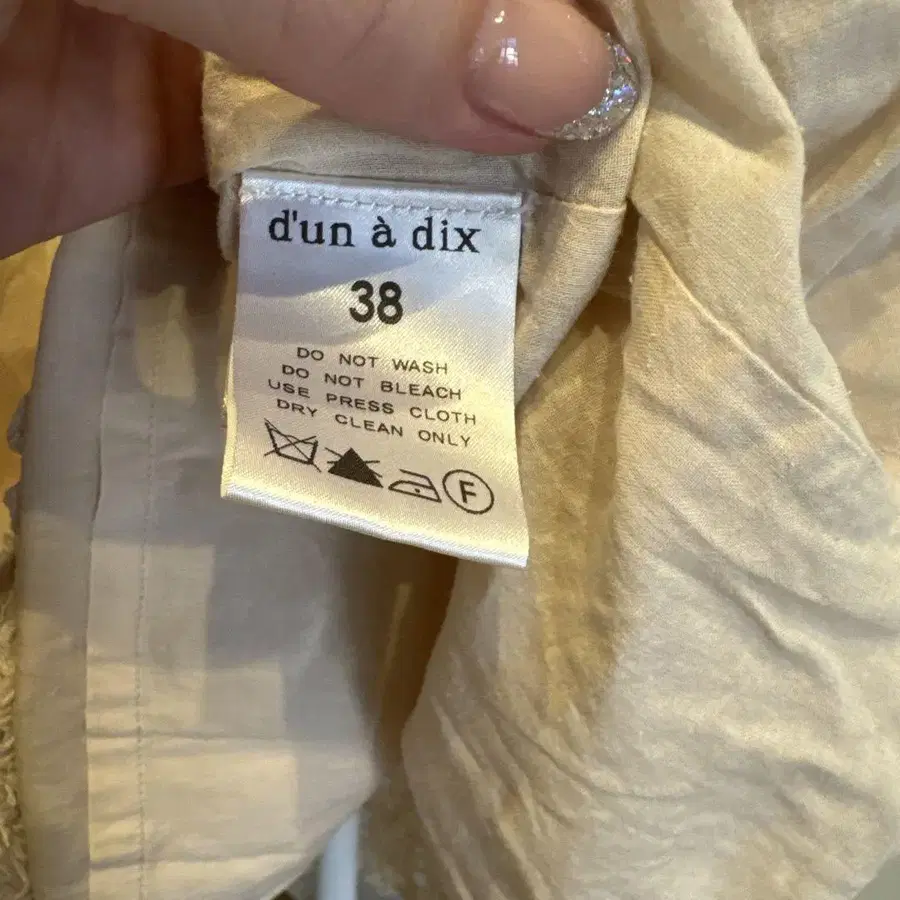 d'un à dix
38
DO NOT WASH
DO NOT BLEACH
USE PRESS CLOTH
DRY CLEAN ONLY
F